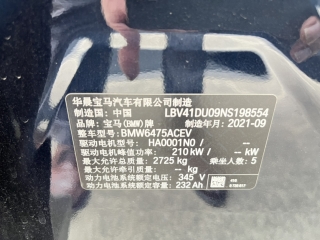 华晨宝马汽车有限公司制造
制造国：中国 LBV41DU09NS198554
品牌：宝马(BMW)牌 制造年月：2021-09
整车型号：BMW6475ACEV
驱动电机型号： HA0001N0 / --
驱动电机峰值功率： 210 kW / -- kW
最大允许总质量： 2725 kg 乘坐人数：5
最大允许牵引质量： -- kg
动力电池系统额定电压： 345 V
动力电池系统额定容量： 232 Ah